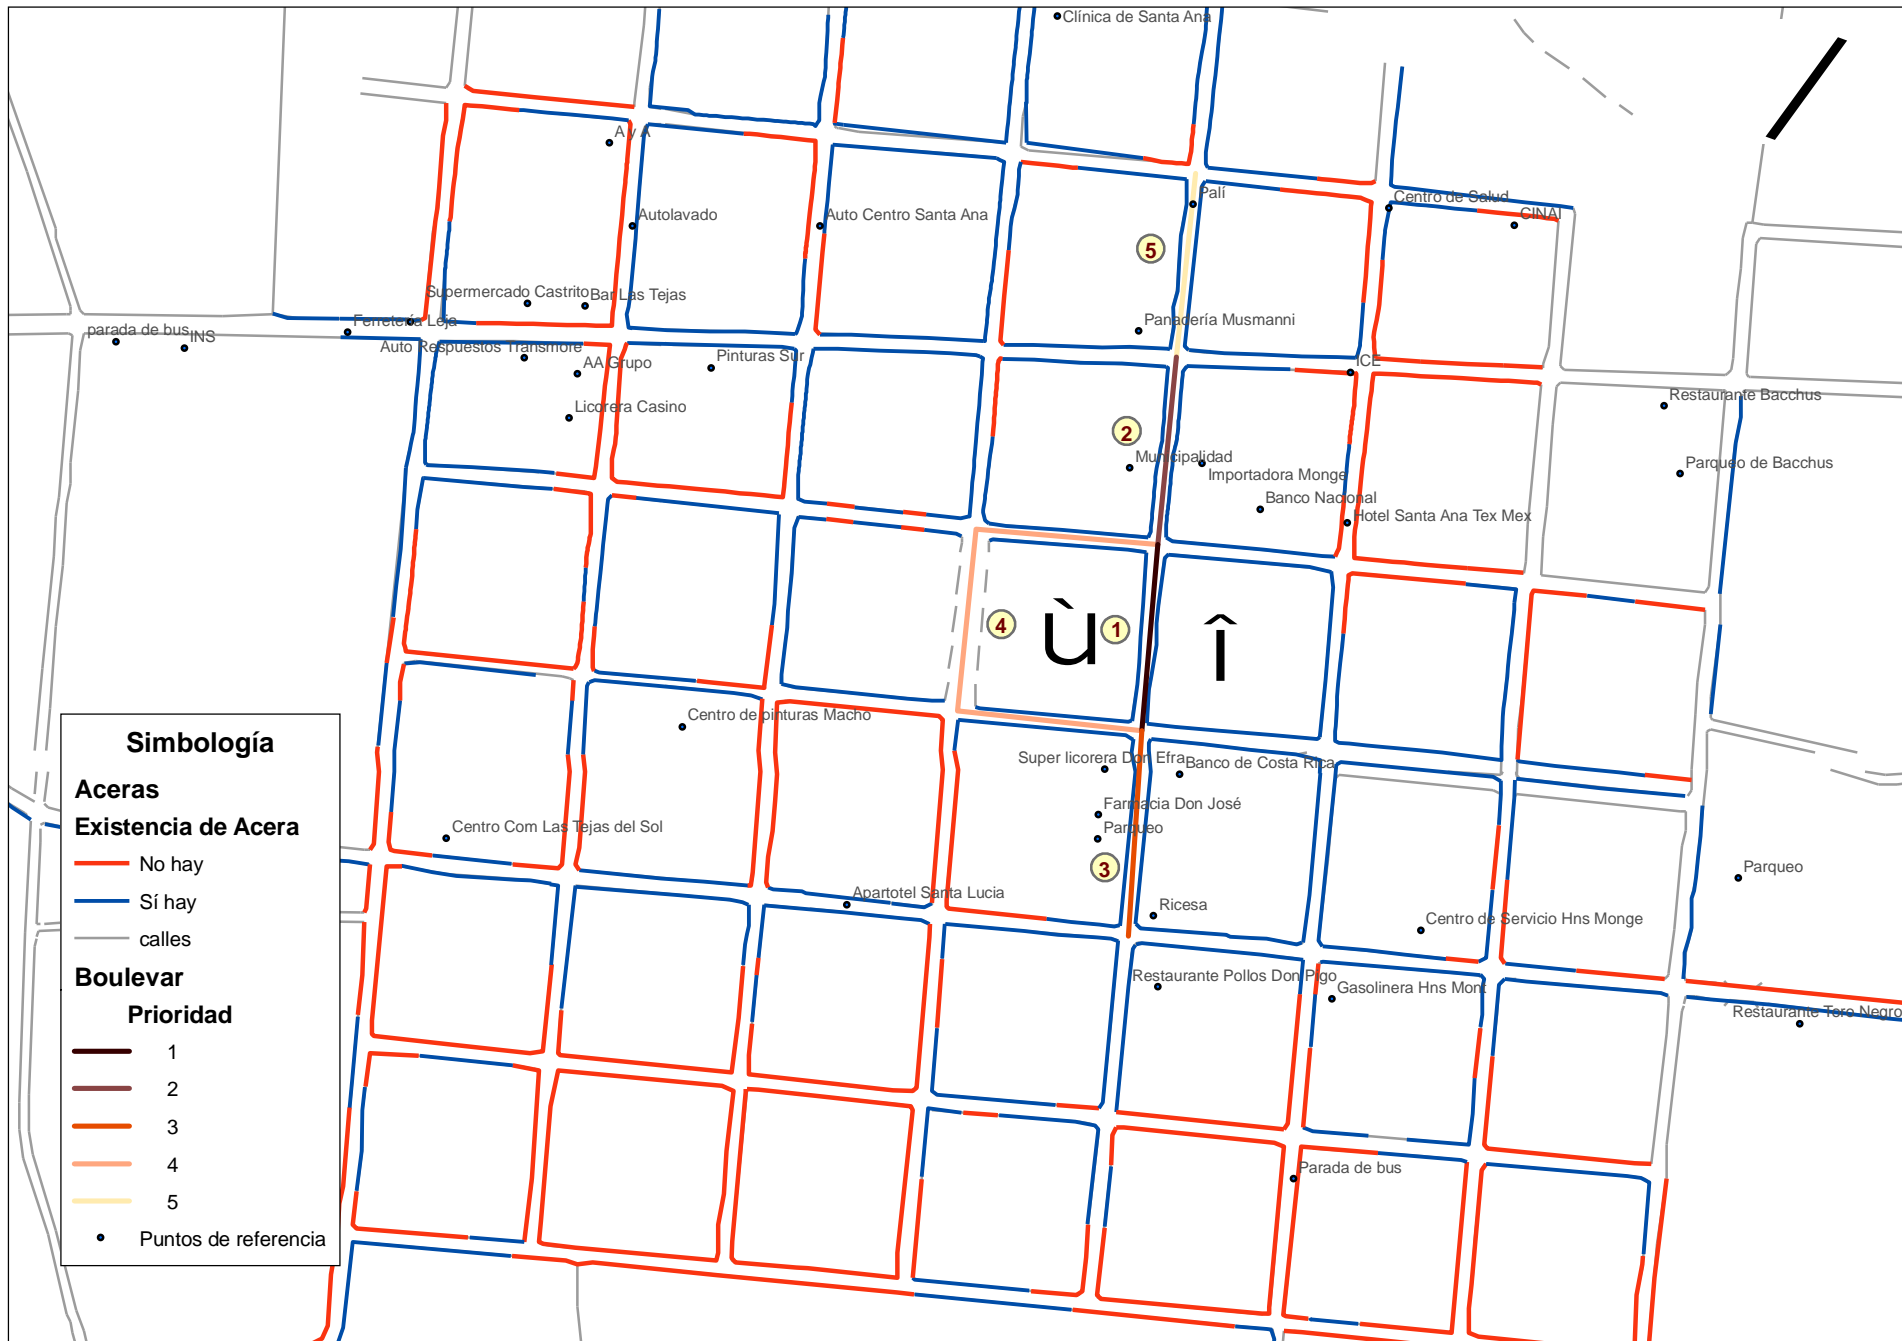 Clínica de Santa Ana
A y A
Palí
Centro de Salud
CINAI
Autolavado
Auto Centro Santa Ana
5
Supermercado Castrito
Bar Las Tejas
Panadería Musmanni
parada de bus
INS
Ferretería Leja
Auto Respuestos Transmore
AA Grupo
Pinturas Sur
ICE
Restaurante Bacchus
Licorera Casino
2
Municipalidad
Importadora Monge
Parqueo de Bacchus
Banco Nacional
Hotel Santa Ana Tex Mex
4
ù
1
î
Centro de pinturas Macho
Super licorera Don Efra
Banco de Costa Rica
Farmacia Don José
Parqueo
3
Centro Com Las Tejas del Sol
Parqueo
Apartotel Santa Lucia
Ricesa
Centro de Servicio Hns Monge
Restaurante Pollos Don Pigo
Gasolinera Hns Mont
Restaurante Toro Negro
Parada de bus
Simbología
Aceras
Existencia de Acera
No hay
Sí hay
calles
Boulevar
Prioridad
1
2
3
4
5
Puntos de referencia